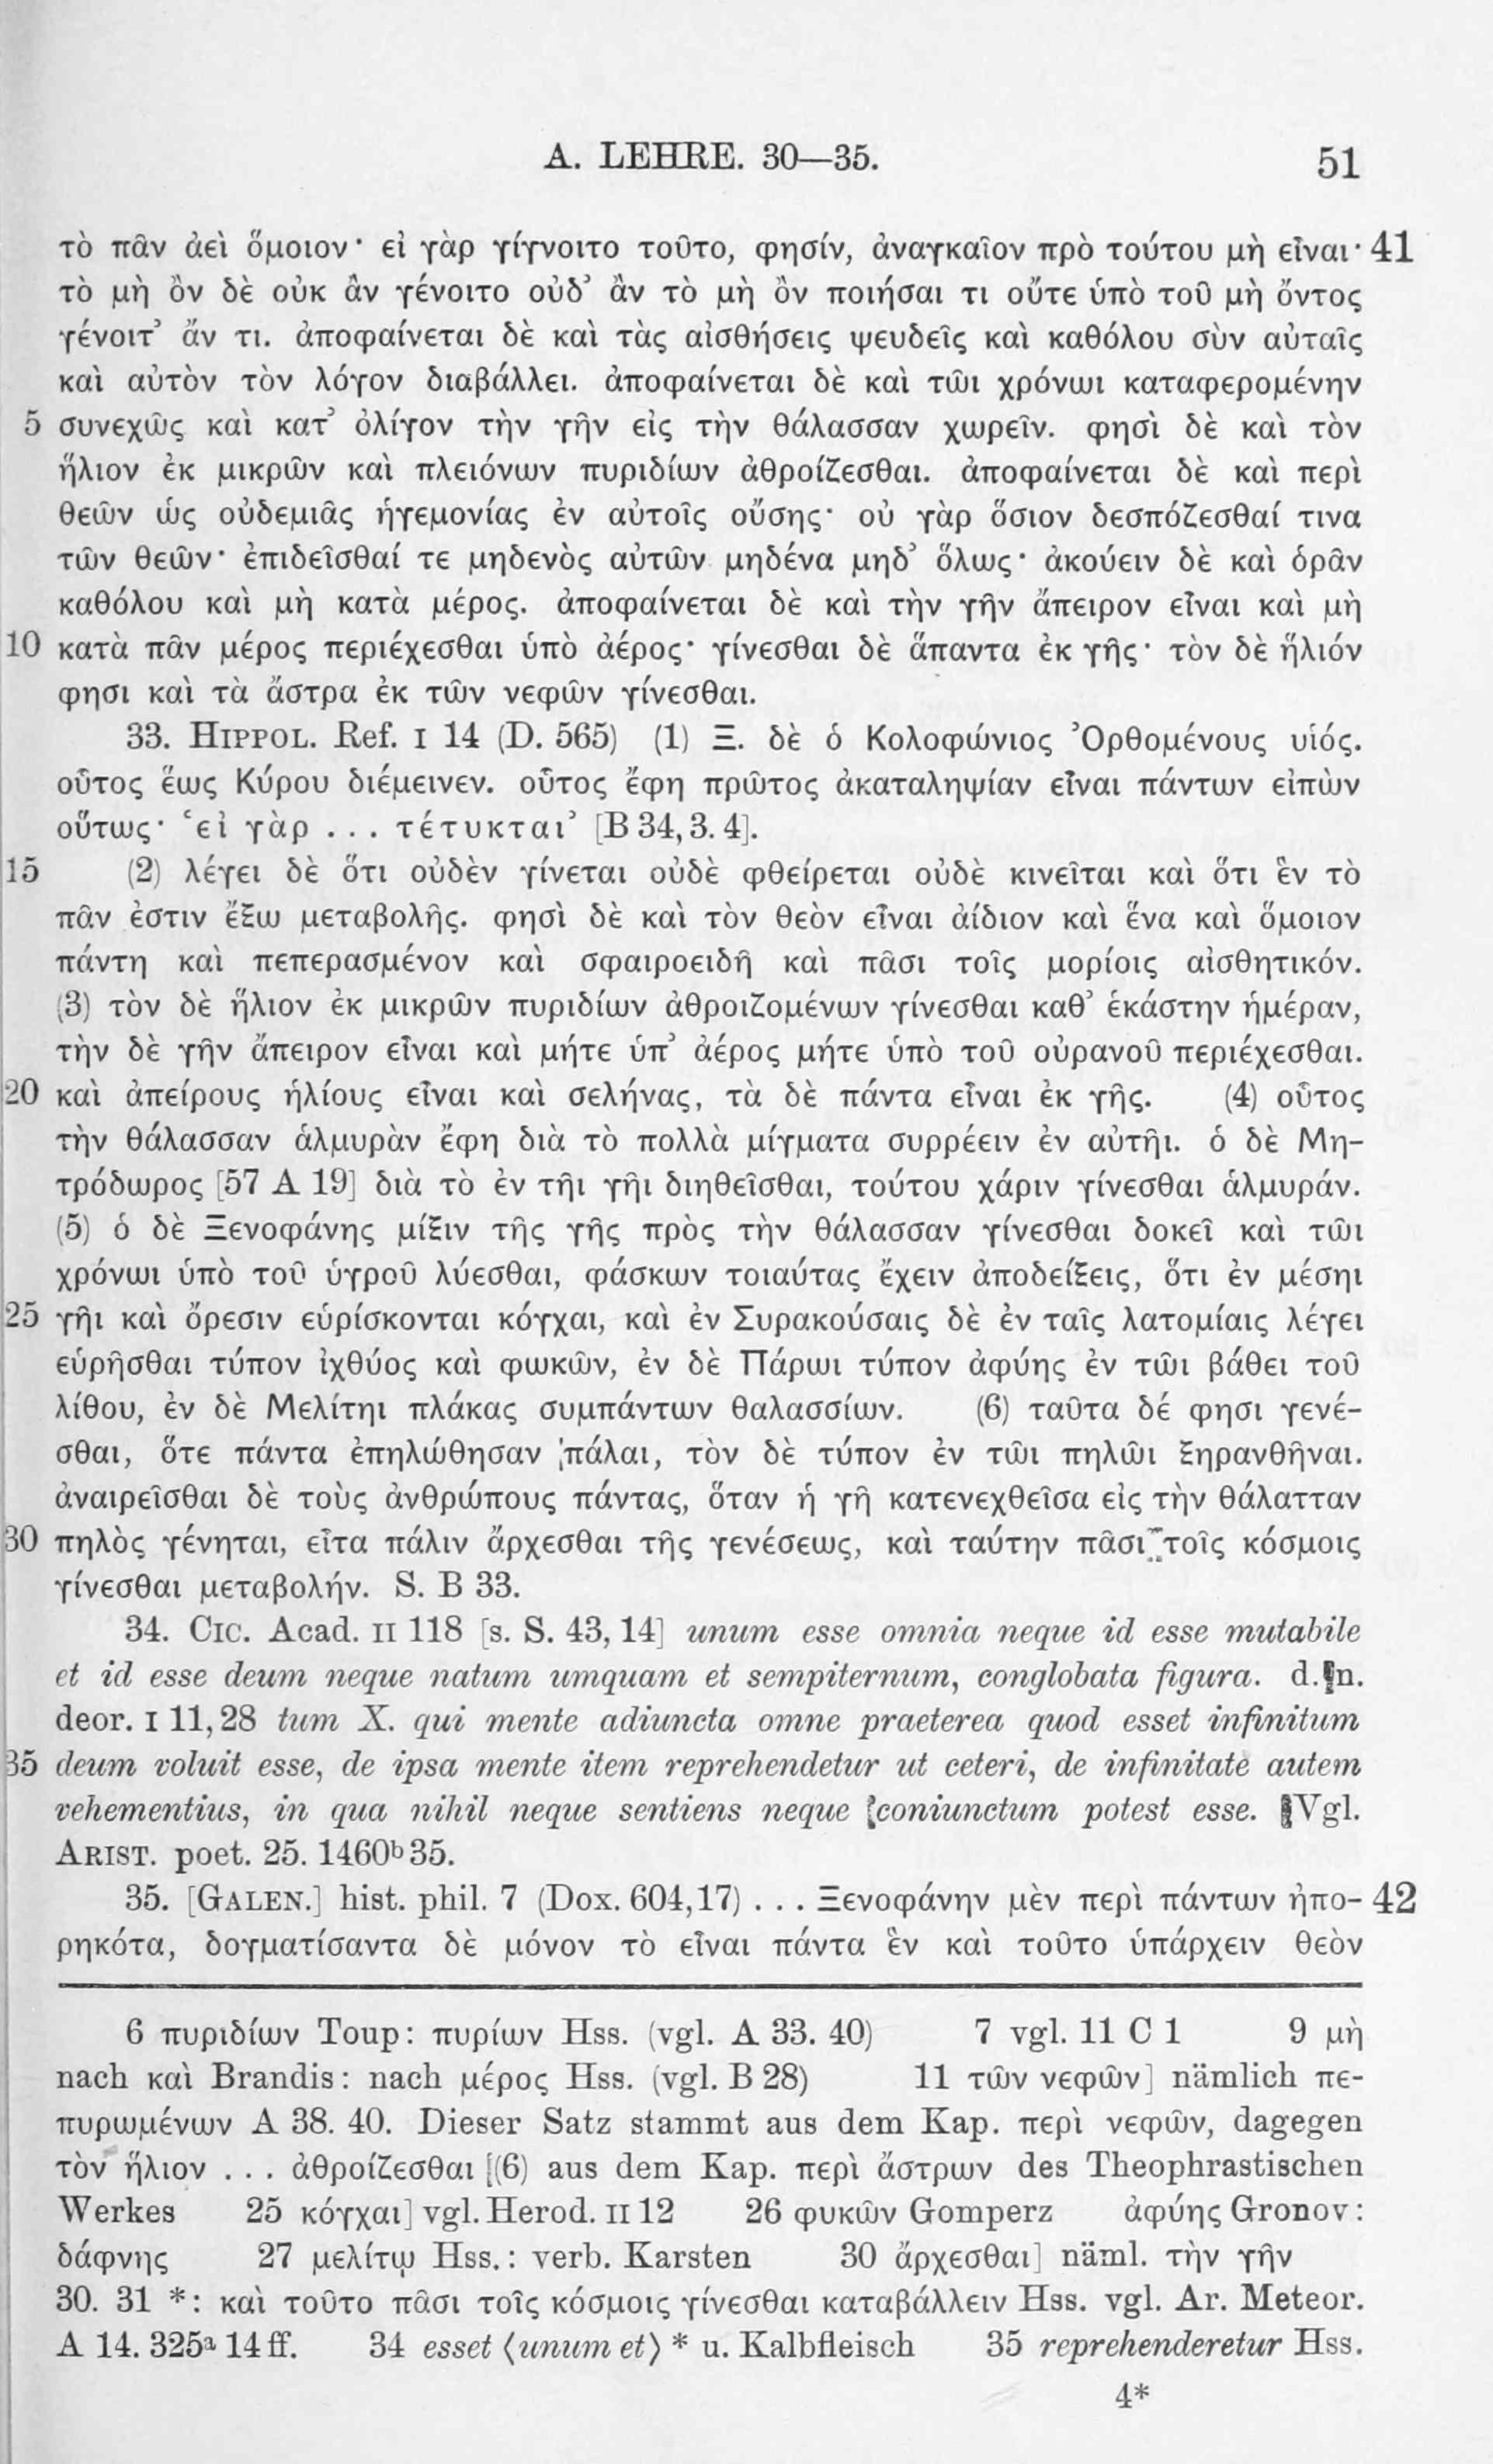 A. LEHRE. 30—35. 51
τὸ πᾶν ἀεὶ ὅμοιον· εἰ γὰρ γίγνοιτο τοῦτο, φησίν, ἀναγκαῖον πρὸ τούτου μὴ εἶναι· 41
τὸ μὴ ὂν δὲ οὐκ ἂν γένοιτο οὐδ’ ἂν τὸ μὴ ὂν ποιήσαι τι οὔτε ὑπὸ τοῦ μὴ ὄντος
γένοιτ’ ἄν τι. ἀποφαίνεται δὲ καὶ τὰς αἰσθήσεις ψευδεῖς καὶ καθόλου σὺν αὐταῖς
καὶ αὐτὸν τὸν λόγον διαβάλλει. ἀποφαίνεται δὲ καὶ τῶι χρόνωι καταφερομένην
5 συνεχῶς καὶ κατ’ ὀλίγον τὴν γῆν εἰς τὴν θάλασσαν χωρεῖν. φησὶ δὲ καὶ τὸν
ἥλιον ἐκ μικρῶν καὶ πλειόνων πυριδίων ἀθροίζεσθαι. ἀποφαίνεται δὲ καὶ περὶ
θεῶν ὡς οὐδεμιᾶς ἡγεμονίας ἐν αὐτοῖς οὔσης· οὐ γὰρ ὅσιον δεσπόζεσθαί τινα
τῶν θεῶν· ἐπιδεῖσθαί τε μηδενὸς αὐτῶν μηδένα μηδ’ ὅλως· ἀκούειν δὲ καὶ ὁρᾶν
καθόλου καὶ μὴ κατὰ μέρος. ἀποφαίνεται δὲ καὶ τὴν γῆν ἄπειρον εἶναι καὶ μὴ
10 κατὰ πᾶν μέρος περιέχεσθαι ὑπὸ ἀέρος· γίνεσθαι δὲ ἅπαντα ἐκ γῆς· τὸν δὲ ἥλιόν
φησι καὶ τὰ ἄστρα ἐκ τῶν νεφῶν γίνεσθαι.
33. HIPPOL. Ref. I 14 (D. 565) (1) Ξ. δὲ ὁ Κολοφώνιος Ὀρθομένους υἱός.
οὗτος ἕως Κύρου διέμεινεν. οὗτος ἔφη πρῶτος ἀκαταληψίαν εἶναι πάντων εἰπὼν
οὕτως· ‘εἰ γὰρ ... τέτυκται’ [B 34, 3. 4].
15 (2) λέγει δὲ ὅτι οὐδὲν γίνεται οὐδὲ φθείρεται οὐδὲ κινεῖται καὶ ὅτι ἓν τὸ
πᾶν ἐστιν ἔξω μεταβολῆς. φησὶ δὲ καὶ τὸν θεὸν εἶναι ἀίδιον καὶ ἕνα καὶ ὅμοιον
πάντη καὶ πεπερασμένον καὶ σφαιροειδῆ καὶ πᾶσι τοῖς μορίοις αἰσθητικόν.
(3) τὸν δὲ ἥλιον ἐκ μικρῶν πυριδίων ἀθροιζομένων γίνεσθαι καθ’ ἑκάστην ἡμέραν,
τὴν δὲ γῆν ἄπειρον εἶναι καὶ μήτε ὑπ’ ἀέρος μήτε ὑπὸ τοῦ οὐρανοῦ περιέχεσθαι.
20 καὶ ἀπείρους ἡλίους εἶναι καὶ σελήνας, τὰ δὲ πάντα εἶναι ἐκ γῆς. (4) οὗτος
τὴν θάλασσαν ἁλμυρὰν ἔφη διὰ τὸ πολλὰ μίγματα συρρέειν ἐν αὐτῆι. ὁ δὲ Μη-
τρόδωρος [57 A 19] διὰ τὸ ἐν τῆι γῆι διηθεῖσθαι, τούτου χάριν γίνεσθαι ἁλμυράν.
(5) ὁ δὲ Ξενοφάνης μίξιν τῆς γῆς πρὸς τὴν θάλασσαν γίνεσθαι δοκεῖ καὶ τῶι
χρόνωι ὑπὸ τοῦ ὑγροῦ λύεσθαι, φάσκων τοιαύτας ἔχειν ἀποδείξεις, ὅτι ἐν μέσηι
25 γῆι καὶ ὄρεσιν εὑρίσκονται κόγχαι, καὶ ἐν Συρακούσαις δὲ ἐν ταῖς λατομίαις λέγει
εὑρῆσθαι τύπον ἰχθύος καὶ φωκῶν, ἐν δὲ Πάρωι τύπον ἀφύης ἐν τῶι βάθει τοῦ
λίθου, ἐν δὲ Μελίτηι πλάκας συμπάντων θαλασσίων. (6) ταῦτα δέ φησι γενέ-
σθαι, ὅτε πάντα ἐπηλώθησαν πάλαι, τὸν δὲ τύπον ἐν τῶι πηλῶι ξηρανθῆναι.
ἀναιρεῖσθαι δὲ τοὺς ἀνθρώπους πάντας, ὅταν ἡ γῆ κατενεχθεῖσα εἰς τὴν θάλατταν
30 πηλὸς γένηται, εἶτα πάλιν ἄρχεσθαι τῆς γενέσεως, καὶ ταύτην πᾶσι τοῖς κόσμοις
γίνεσθαι μεταβολήν. S. B 33.
34. CIC. Acad. II 118 [s. S. 43, 14] unum esse omnia neque id esse mutabile
et id esse deum neque natum umquam et sempiternum, conglobata figura. d. n.
deor. I 11, 28 tum X. qui mente adiuncta omne praeterea quod esset infinitum
35 deum voluit esse, de ipsa mente item reprehendetur ut ceteri, de infinitate autem
vehementius, in qua nihil neque sentiens neque coniunctum potest esse. Vgl.
ARIST. poet. 25. 1460ᵇ 35.
35. [GALEN.] hist. phil. 7 (Dox. 604, 17) ... Ξενοφάνην μὲν περὶ πάντων ἠπο- 42
ρηκότα, δογματίσαντα δὲ μόνον τὸ εἶναι πάντα ἓν καὶ τοῦτο ὑπάρχειν θεὸν
6 πυριδίων Toup: πυρίων Hss. (vgl. A 33. 40) 7 vgl. 11 C 1 9 μὴ
nach καὶ Brandis: nach μέρος Hss. (vgl. B 28) 11 τῶν νεφῶν] nämlich πε-
πυρωμένων A 38. 40. Dieser Satz stammt aus dem Kap. περὶ νεφῶν, dagegen
τὸν ἥλιον ... ἀθροίζεσθαι [(6) aus dem Kap. περὶ ἄστρων des Theophrastischen
Werkes 25 κόγχαι] vgl. Herod. II 12 26 φυκῶν Gomperz ἀφύης Gronov:
δάφνης 27 μελίτῳ Hss.: verb. Karsten 30 ἄρχεσθαι] näml. τὴν γῆν
30. 31 *: καὶ τοῦτο πᾶσι τοῖς κόσμοις γίνεσθαι καταβάλλειν Hss. vgl. Ar. Meteor.
A 14. 325ᵃ 14 ff. 34 esset ⟨unum et⟩ * u. Kalbfleisch 35 reprehenderetur Hss.
4*